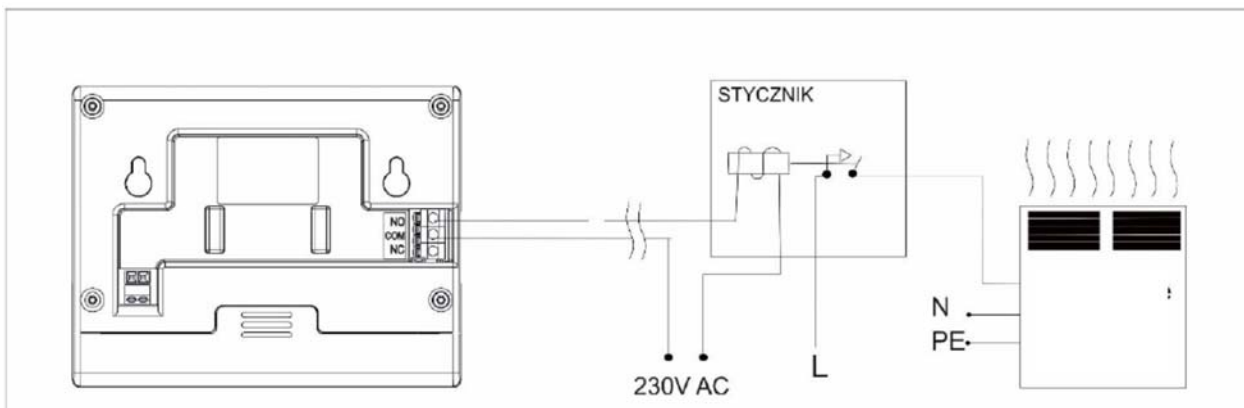 STYCZNIK
NO
COM
NC
N
PE
L
230V AC